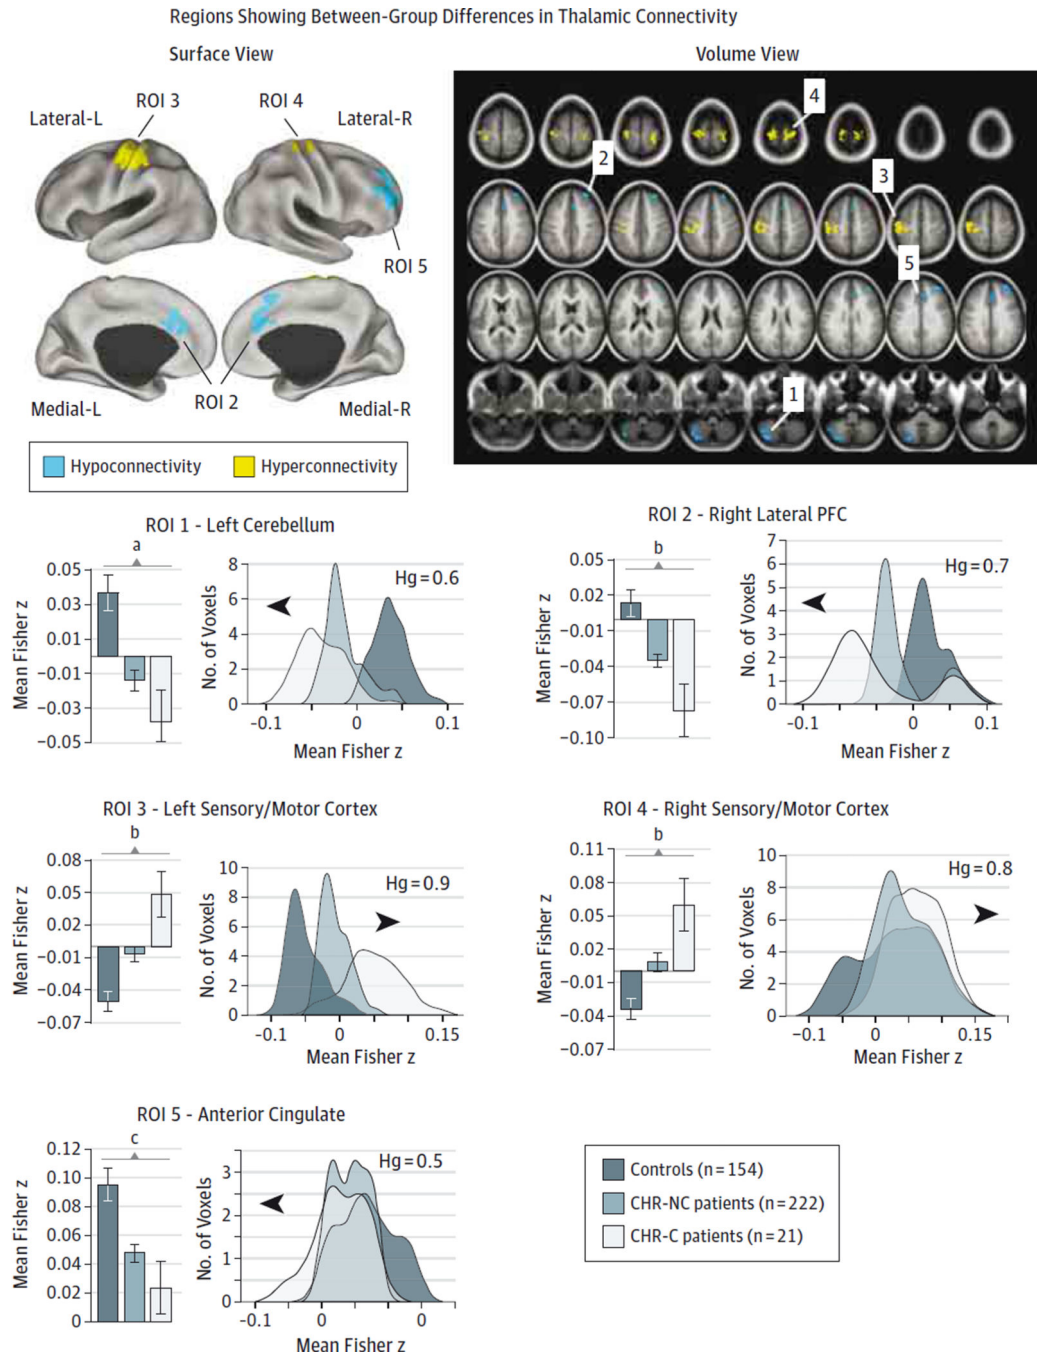 Regions Showing Between-Group Differences in Thalamic Connectivity
Surface View
Volume View
ROI 3
ROI 4
Lateral-L
Lateral-R
ROI 5
ROI 2
Medial-L
Medial-R
4
2
3
5
1
Hypoconnectivity
Hyperconnectivity
ROI 1 - Left Cerebellum
a
Mean Fisher z
0.05
0.03
0.01
−0.01
−0.03
−0.05
No. of Voxels
8
6
4
2
0
Hg=0.6
-0.1
0
0.1
Mean Fisher z
ROI 2 - Right Lateral PFC
b
Mean Fisher z
0.05
0.02
−0.01
−0.04
−0.07
−0.10
No. of Voxels
7
6
5
4
3
2
1
0
Hg=0.7
-0.1
0
0.1
Mean Fisher z
ROI 3 - Left Sensory/Motor Cortex
b
Mean Fisher z
0.08
0.05
0.02
−0.01
−0.04
−0.07
No. of Voxels
10
8
6
4
2
0
Hg=0.9
-0.1
0
0.15
Mean Fisher z
ROI 4 - Right Sensory/Motor Cortex
b
Mean Fisher z
0.11
0.08
0.05
0.02
−0.01
−0.04
−0.07
No. of Voxels
10
8
6
4
2
0
Hg=0.8
-0.1
0
0.15
Mean Fisher z
ROI 5 - Anterior Cingulate
c
Mean Fisher z
0.12
0.10
0.08
0.06
0.04
0.02
0
No. of Voxels
3
2
1
0
Hg=0.5
-0.1
0
0
Mean Fisher z
Controls (n=154)
CHR-NC patients (n=222)
CHR-C patients (n=21)